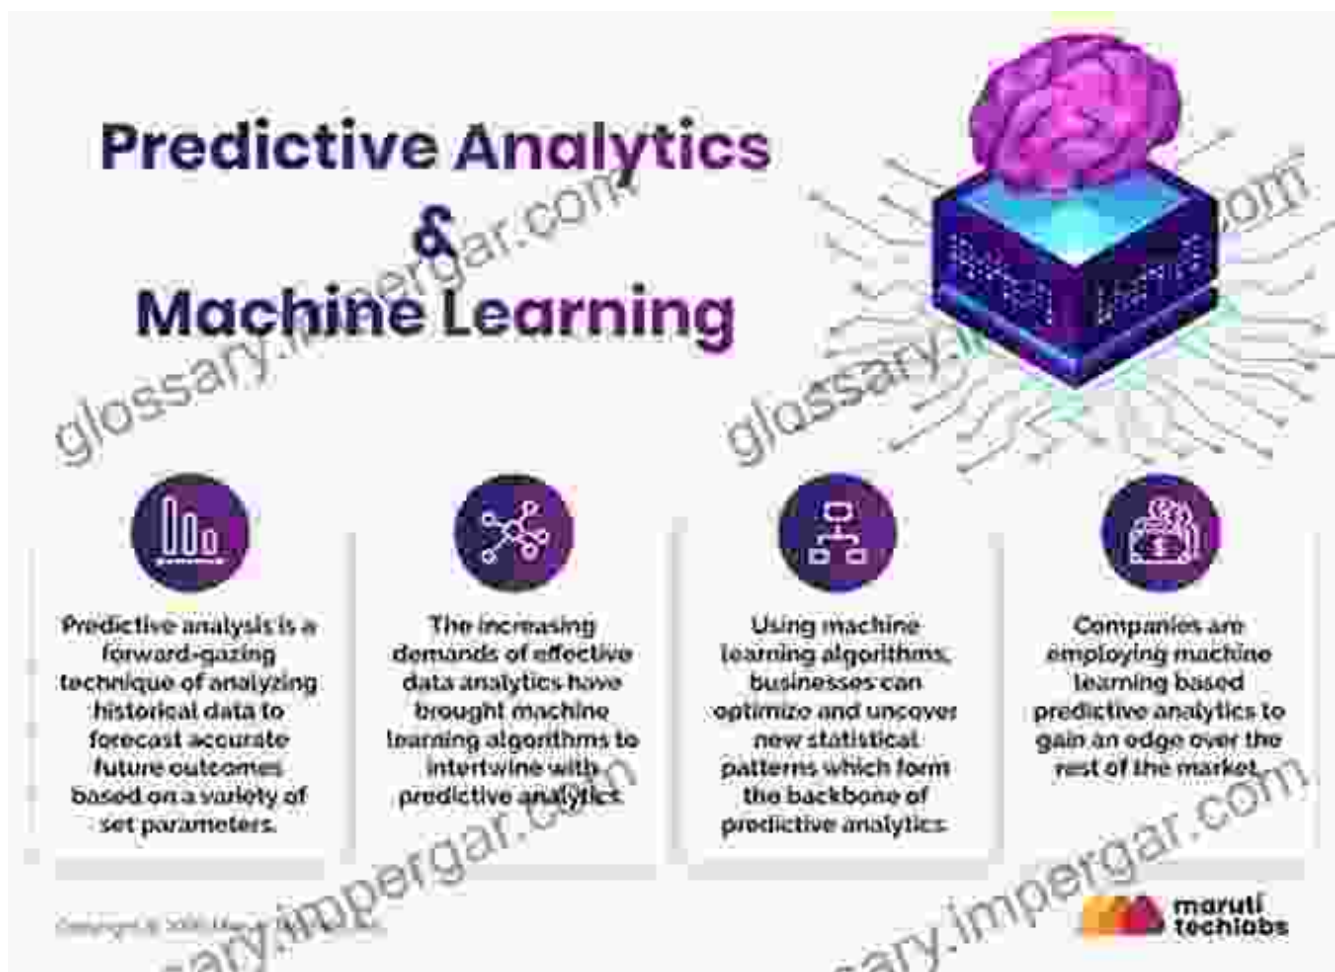 Predictive Analytics
&
Machine Learning
glossary.impergar.com
glossary.i
com
Predictive analysis is a
forward-gazing
technique of analyzing
historical data to
forecast accurate
future outcomes
based on a variety of
set parameters.
The increasing
demands of effective
data analytics have
brought machine
learning algorithms to
intertwine with
predictive analytics.
Using machine
learning algorithms,
businesses can
optimize and uncover
new statistical
patterns which form
the backbone of
predictive analytics
Companies are
employing machine
learning based
predictive analytics to
gain an edge over the
rest of the market.
ary.impergar.com
ary.impergar.com
Copyright ©
maruti
techlabs